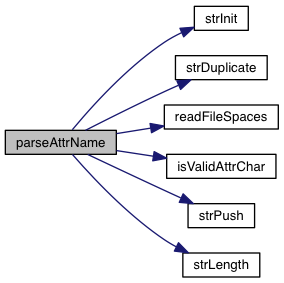 strInit
strDuplicate
readFileSpaces
parseAttrName
isValidAttrChar
strPush
strLength